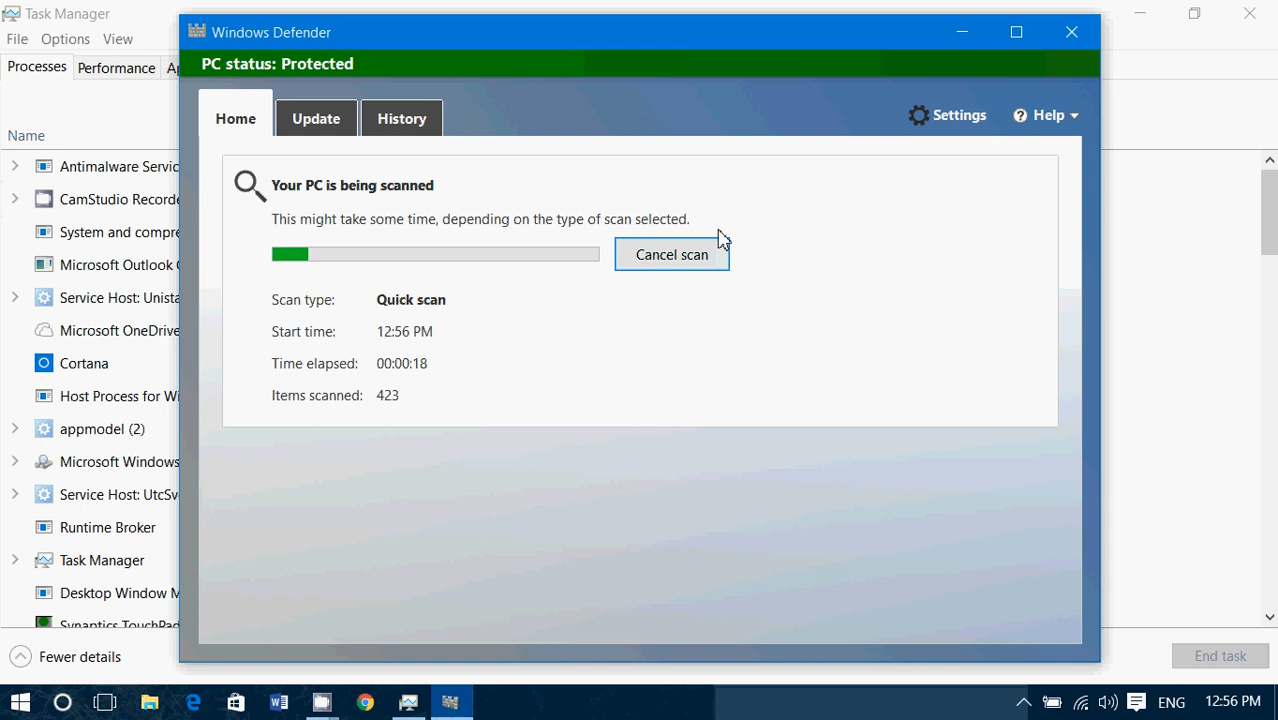 Task Manager
File Options View
Processes Performance
Name
Antimalware Servic
CamStudio Recorde
System and compre
Microsoft Outlook
Service Host: Unista
Microsoft OneDrive
Cortana
Host Process for Wi
appmodel (2)
Microsoft Windows
Service Host: UtcSv
Runtime Broker
Task Manager
Desktop Window M
Synaptics TouchPad
Fewer details
End task
Windows Defender
PC status: Protected
Home Update History
Settings Help
Your PC is being scanned
This might take some time, depending on the type of scan selected.
Cancel scan
Scan type: Quick scan
Start time: 12:56 PM
Time elapsed: 00:00:18
Items scanned: 423
ENG 12:56 PM